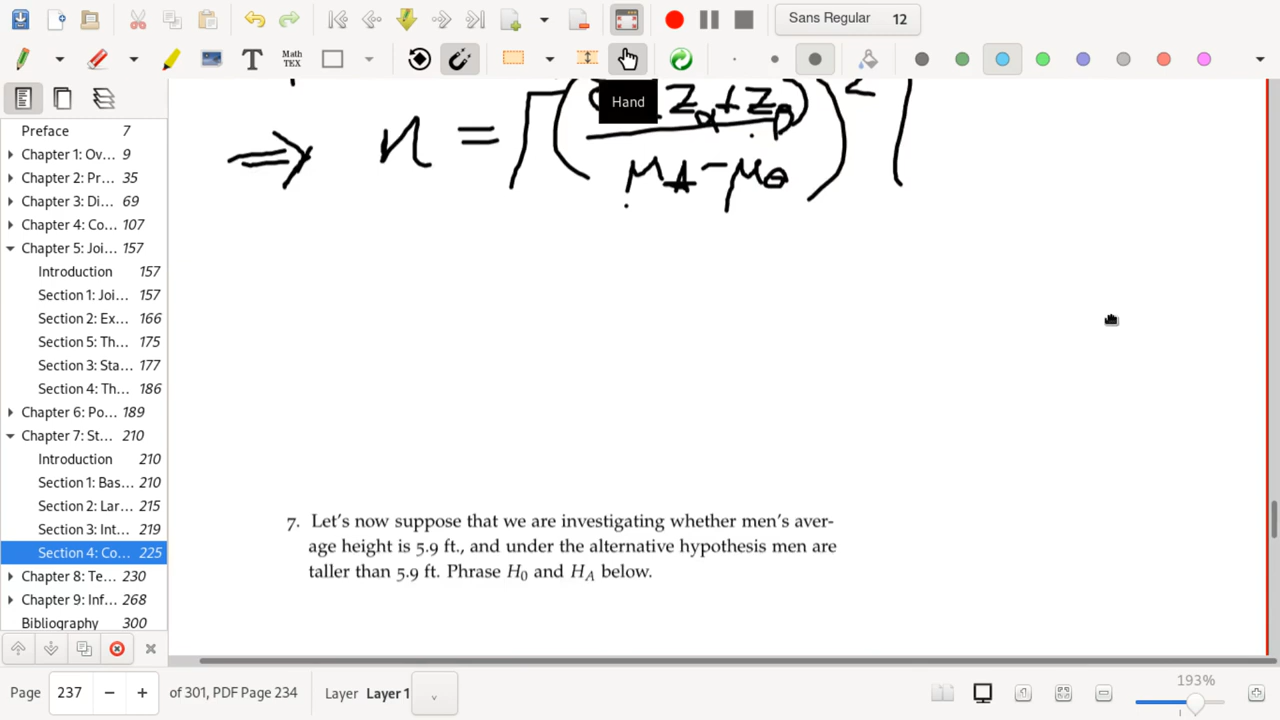 Sans Regular 12
Math
TEX
T
Hand
Preface 7
Chapter 1: Ov... 9
Chapter 2: Pr... 35
Chapter 3: Di... 69
Chapter 4: Co... 107
Chapter 5: Joi... 157
Introduction 157
Section 1: Joi... 157
Section 2: Ex... 166
Section 5: Th... 175
Section 3: Sta... 177
Section 4: Th... 186
Chapter 6: Po... 189
Chapter 7: St... 210
Introduction 210
Section 1: Bas... 210
Section 2: Lar... 215
Section 3: Int... 219
Section 4: Co... 225
Chapter 8: Te... 230
Chapter 9: Inf... 268
Bibliography 300
Z_α + Z_β) 2
⟹ n = ⌈( )
μ_A − μ_0
7. Let's now suppose that we are investigating whether men's aver-
age height is 5.9 ft., and under the alternative hypothesis men are
taller than 5.9 ft. Phrase H₀ and H_A below.
Page 237 − + of 301, PDF Page 234 Layer Layer 1 193%